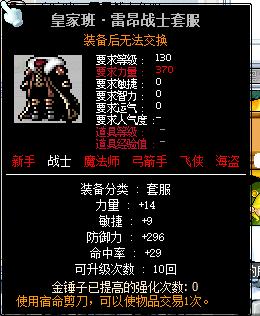 皇家班·雷昂战士套服
装备后无法交换
要求等级 : 130
要求力量 : 370
要求敏捷 : 0
要求智力 : 0
要求运气 : 0
要求人气度 : -
道具等级 : -
道具经验值 : -
新手 战士 魔法师 弓箭手 飞侠 海盗
装备分类 : 套服
力量 : +14
敏捷 : +9
防御力 : +296
命中率 : +29
可升级次数 : 10回
金锤子已提高的强化次数: 0
使用宿命剪刀，可以使物品交易1次。